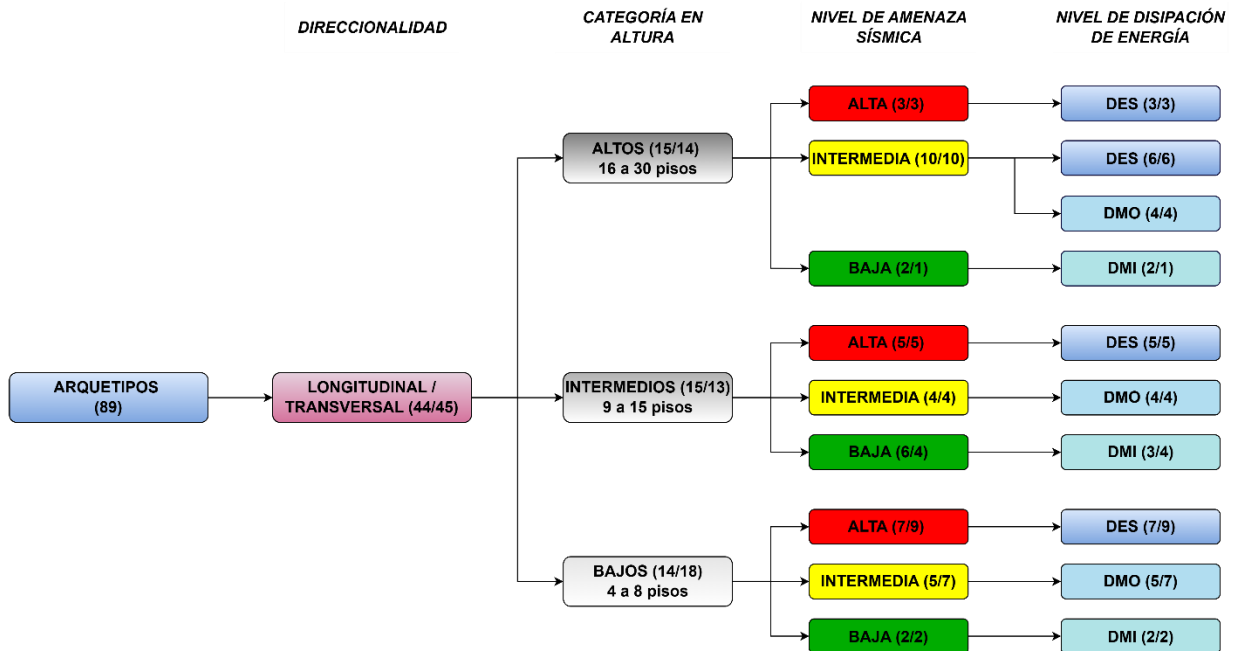 DIRECCIONALIDAD
CATEGORÍA EN
ALTURA
NIVEL DE AMENAZA
SÍSMICA
NIVEL DE DISIPACIÓN
DE ENERGÍA
ARQUETIPOS
(89)
LONGITUDINAL /
TRANSVERSAL (44/45)
ALTOS (15/14)
16 a 30 pisos
ALTA (3/3)
DES (3/3)
INTERMEDIA (10/10)
DES (6/6)
DMO (4/4)
BAJA (2/1)
DMI (2/1)
INTERMEDIOS (15/13)
9 a 15 pisos
ALTA (5/5)
DES (5/5)
INTERMEDIA (4/4)
DMO (4/4)
BAJA (6/4)
DMI (3/4)
BAJOS (14/18)
4 a 8 pisos
ALTA (7/9)
DES (7/9)
INTERMEDIA (5/7)
DMO (5/7)
BAJA (2/2)
DMI (2/2)